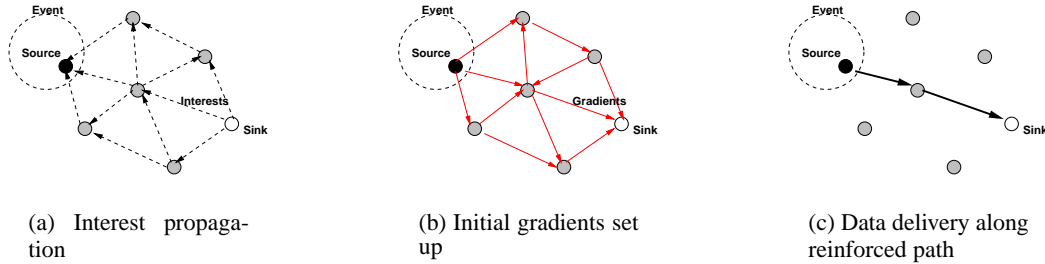 Event
Source
Interests
Sink
(a) Interest propaga-
tion
Event
Source
Gradients
Sink
(b) Initial gradients set
up
Event
Source
Sink
(c) Data delivery along
reinforced path